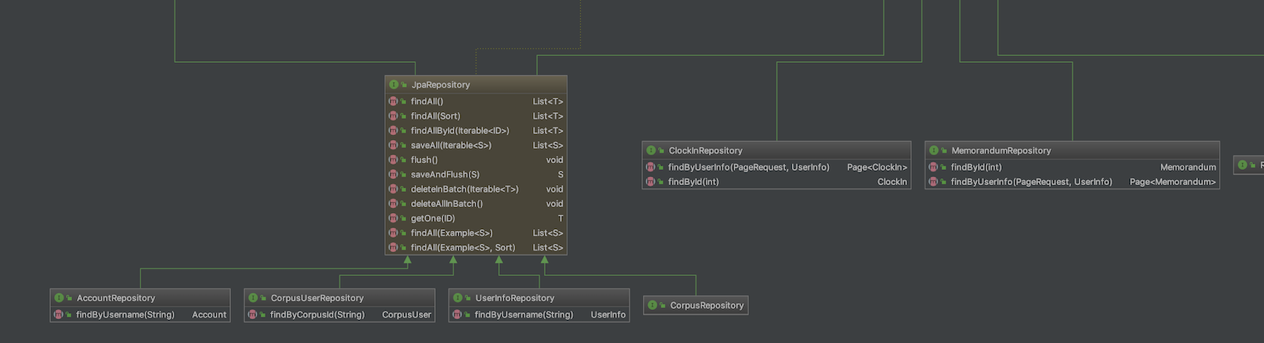 JpaRepository
findAll() List<T>
findAll(Sort) List<T>
findAllById(Iterable<ID>) List<T>
saveAll(Iterable<S>) List<S>
flush() void
saveAndFlush(S) S
deleteInBatch(Iterable<T>) void
deleteAllInBatch() void
getOne(ID) T
findAll(Example<S>) List<S>
findAll(Example<S>, Sort) List<S>
ClockInRepository
findByUserInfo(PageRequest, UserInfo) Page<ClockIn>
findById(int) ClockIn
MemorandumRepository
findById(int) Memorandum
findByUserInfo(PageRequest, UserInfo) Page<Memorandum>
AccountRepository
findByUsername(String) Account
CorpusUserRepository
findByCorpusId(String) CorpusUser
UserInfoRepository
findByUsername(String) UserInfo
CorpusRepository